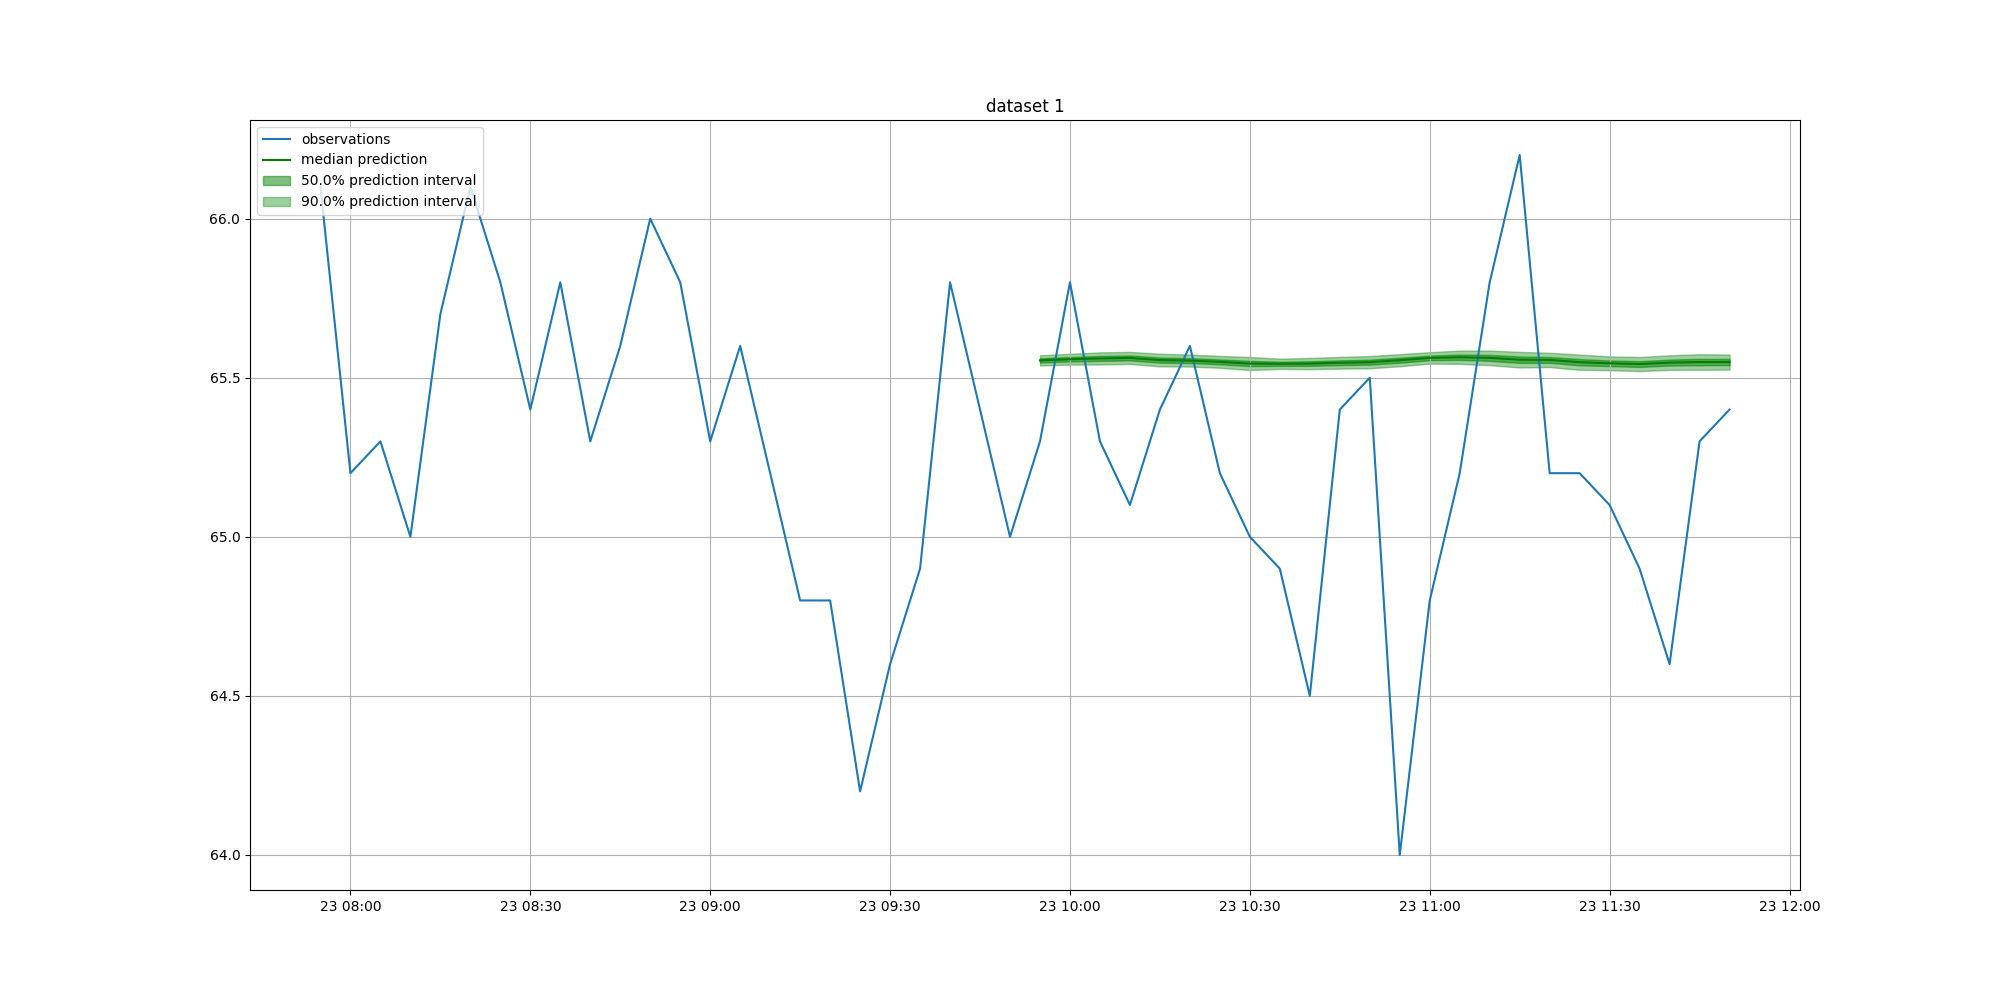 dataset 1
observations
median prediction
50.0% prediction interval
90.0% prediction interval
66.0
65.5
65.0
64.5
64.0
23 08:00 23 08:30 23 09:00 23 09:30 23 10:00 23 10:30 23 11:00 23 11:30 23 12:00